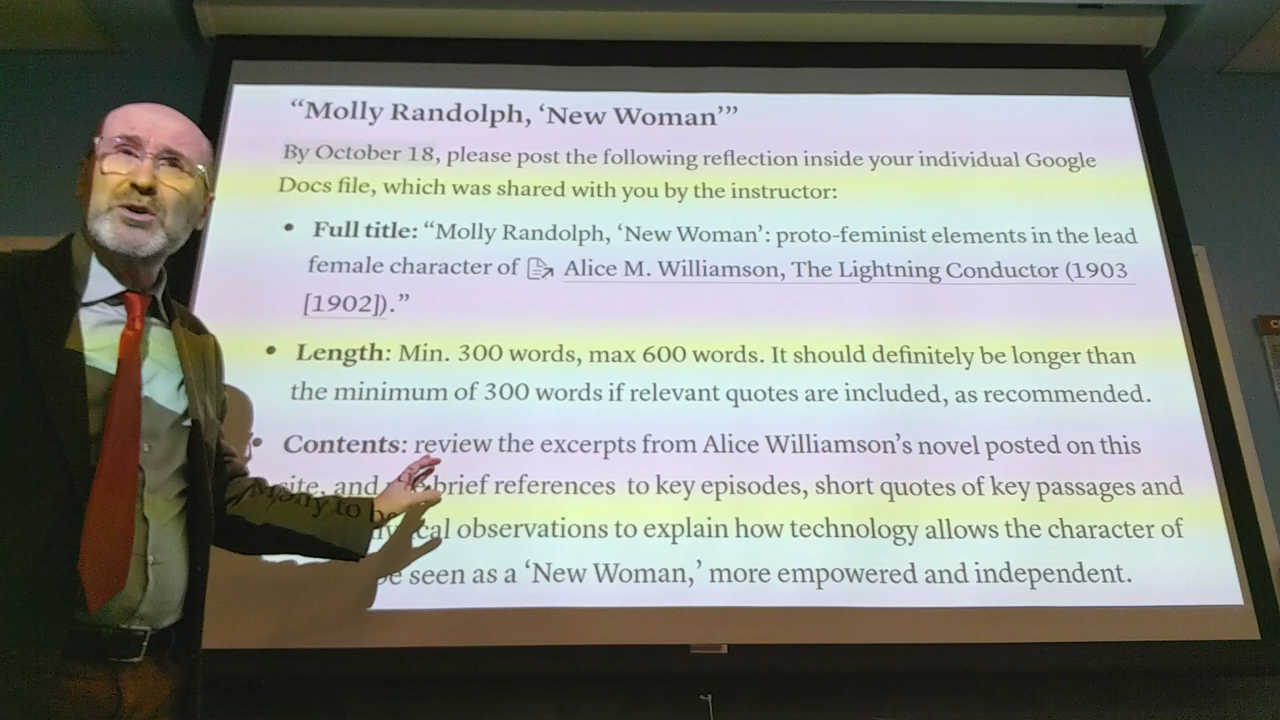 “Molly Randolph, ‘New Woman’”
By October 18, please post the following reflection inside your individual Google
Docs file, which was shared with you by the instructor:
• Full title: “Molly Randolph, ‘New Woman’: proto-feminist elements in the lead
female character of Alice M. Williamson, The Lightning Conductor (1903
[1902]).”
• Length: Min. 300 words, max 600 words. It should definitely be longer than
the minimum of 300 words if relevant quotes are included, as recommended.
• Contents: review the excerpts from Alice Williamson’s novel posted on this
site, and brief references to key episodes, short quotes of key passages and
observations to explain how technology allows the character of
Molly to be seen as a ‘New Woman,’ more empowered and independent.